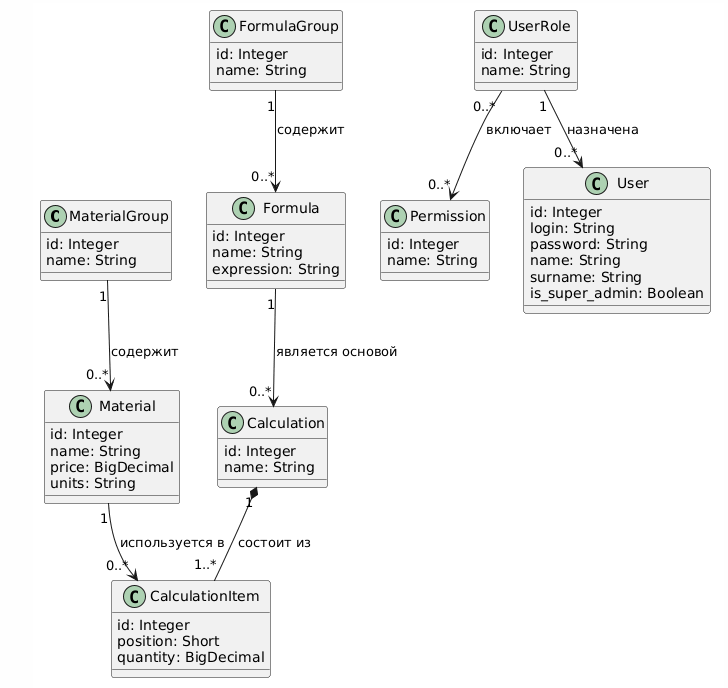 C FormulaGroup
id: Integer
name: String
C UserRole
id: Integer
name: String
1
содержит
0..*
0..*
включает
0..*
1
назначена
0..*
C MaterialGroup
id: Integer
name: String
C Formula
id: Integer
name: String
expression: String
C Permission
id: Integer
name: String
C User
id: Integer
login: String
password: String
name: String
surname: String
is_super_admin: Boolean
1
содержит
0..*
1
является основой
0..*
C Material
id: Integer
name: String
price: BigDecimal
units: String
C Calculation
id: Integer
name: String
1
используется в
0..*
1
состоит из
1..*
C CalculationItem
id: Integer
position: Short
quantity: BigDecimal